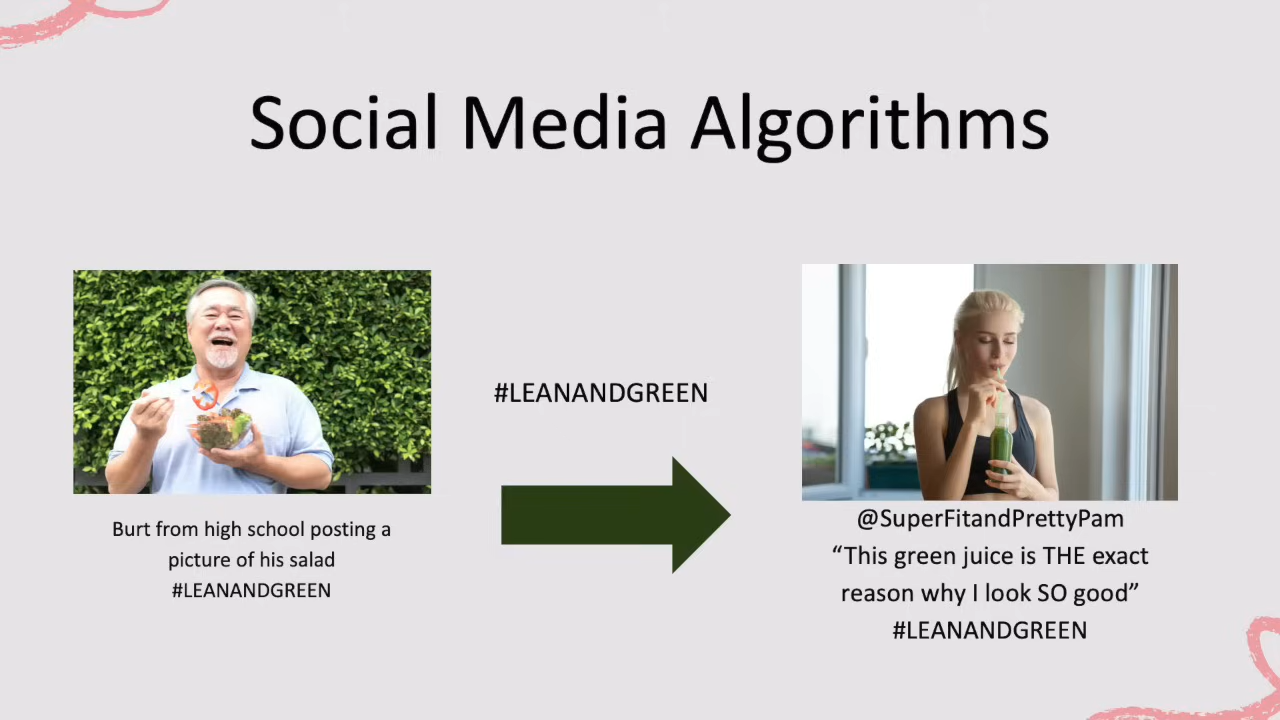 Social Media Algorithms
Burt from high school posting a
picture of his salad
#LEANANDGREEN
#LEANANDGREEN
@SuperFitandPrettyPam
“This green juice is THE exact
reason why I look SO good”
#LEANANDGREEN